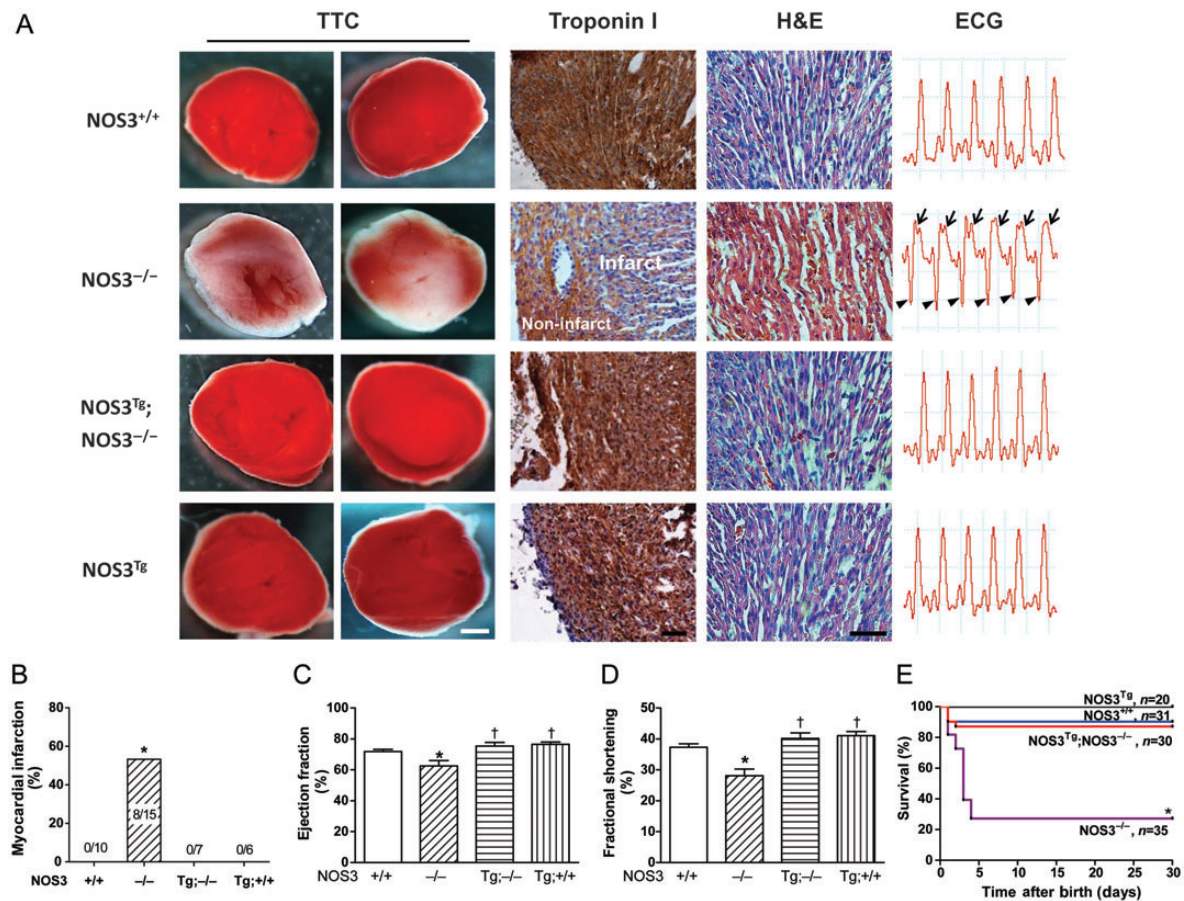 A
TTC
Troponin I
H&E
ECG
NOS3+/+
NOS3−/−
Infarct
Non-infarct
NOS3Tg;
NOS3−/−
NOS3Tg
B
Myocardial infarction
(%)
80
60
40
20
0
0/10
*
8/15
0/7
0/6
NOS3
+/+
−/−
Tg;−/−
Tg;+/+
C
Ejection fraction
(%)
100
80
60
40
20
0
*
†
†
NOS3
+/+
−/−
Tg;−/−
Tg;+/+
D
Fractional shortening
(%)
50
40
30
20
10
0
*
†
†
NOS3
+/+
−/−
Tg;−/−
Tg;+/+
E
Survival (%)
100
80
60
40
20
0
NOS3Tg, n=20
NOS3+/+, n=31
NOS3Tg;NOS3−/−, n=30
*
NOS3−/−, n=35
0 5 10 15 20 25 30
Time after birth (days)